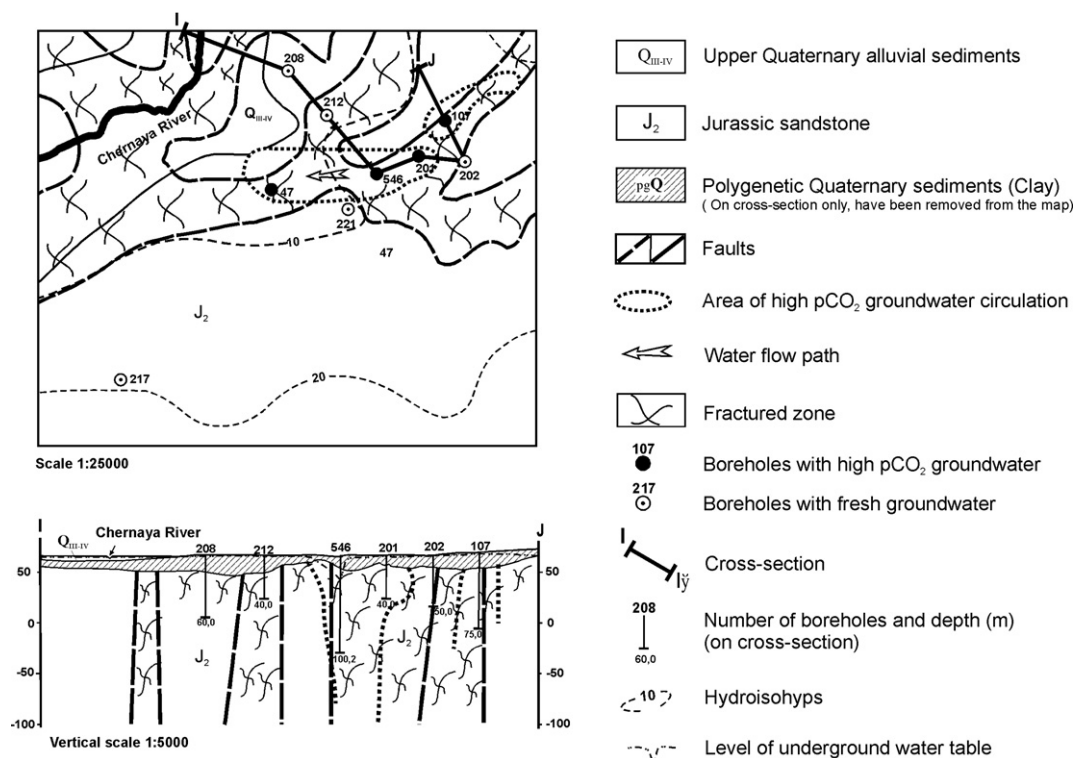 I
208
J
212
107
Q III-IV
Chernaya River
201
202
546
47
221
10
47
J₂
217
20
Scale 1:25000
I
Chernaya River
J
Q III-IV
208
212
546
201
202
107
50
50
40,0
40,0
50,0
0
60,0
0
75,0
J₂
J₂
100,2
-50
-50
-100
-100
Vertical scale 1:5000
Q III-IV Upper Quaternary alluvial sediments
J₂ Jurassic sandstone
pgQ Polygenetic Quaternary sediments (Clay)
( On cross-section only, have been removed from the map)
Faults
Area of high pCO₂ groundwater circulation
Water flow path
Fractured zone
107
Boreholes with high pCO₂ groundwater
217
Boreholes with fresh groundwater
I
Cross-section
Iў
208
Number of boreholes and depth (m)
(on cross-section)
60,0
10 Hydroisohyps
Level of underground water table